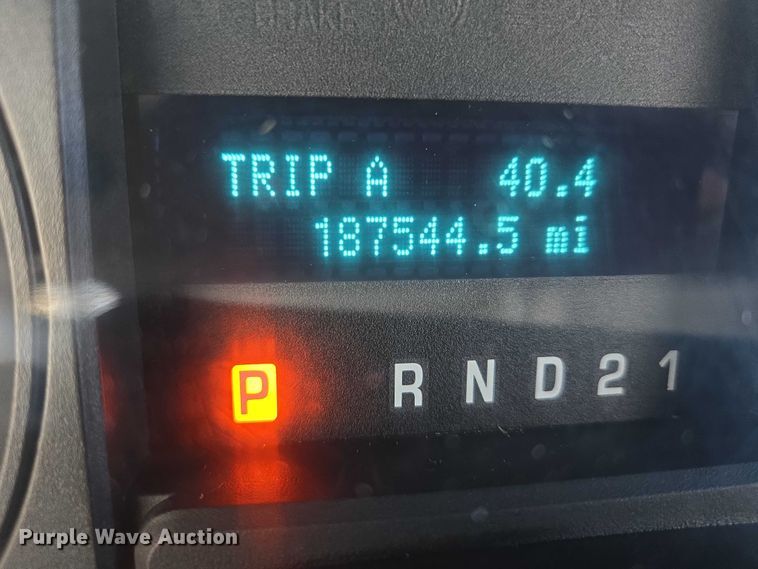 BRAKE
TRIP A 40.4
187544.5 mi
P R N D 2 1
Purple Wave Auction